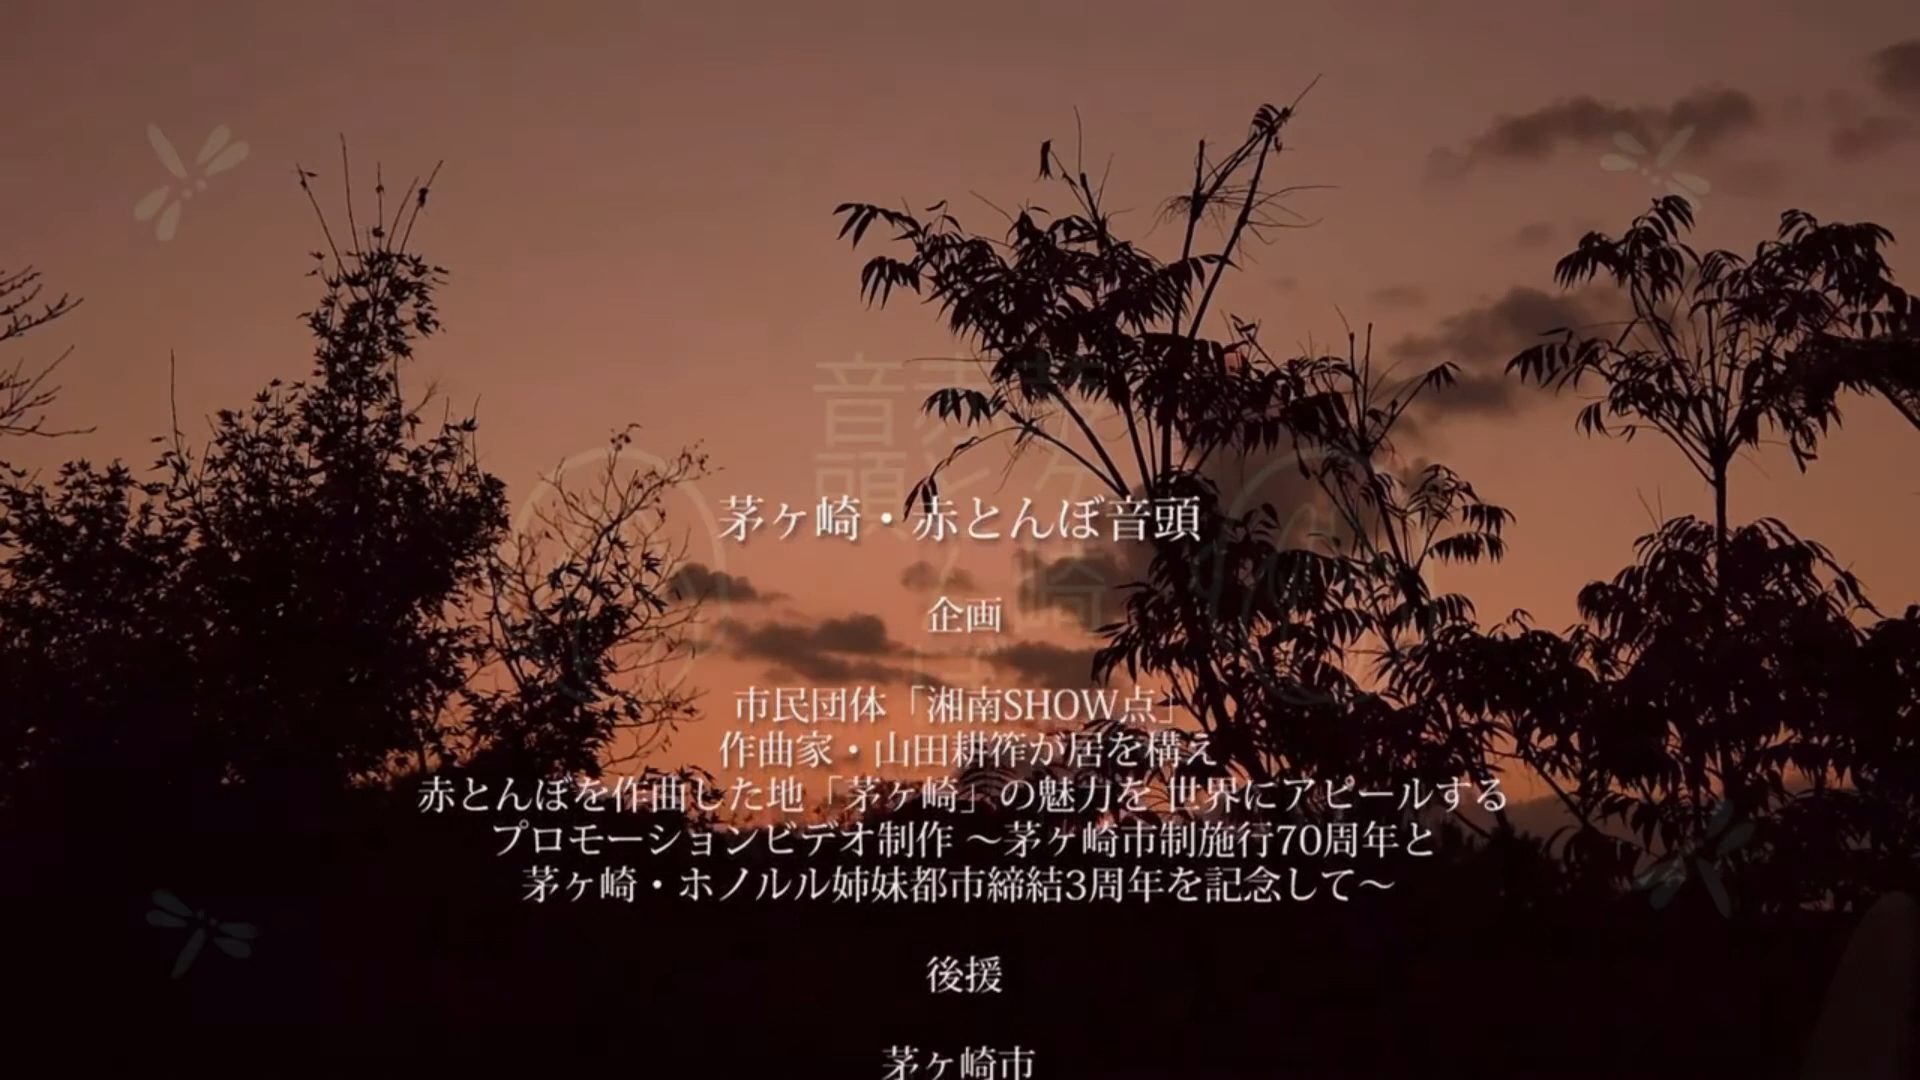 茅ヶ崎・赤とんぼ音頭
企画
市民団体「湘南SHOW点」
作曲家・山田耕筰が居を構え
赤とんぼを作曲した地「茅ヶ崎」の魅力を 世界にアピールする
プロモーションビデオ制作 〜茅ヶ崎市制施行70周年と
茅ヶ崎・ホノルル姉妹都市締結3周年を記念して〜
後援
茅ヶ崎市